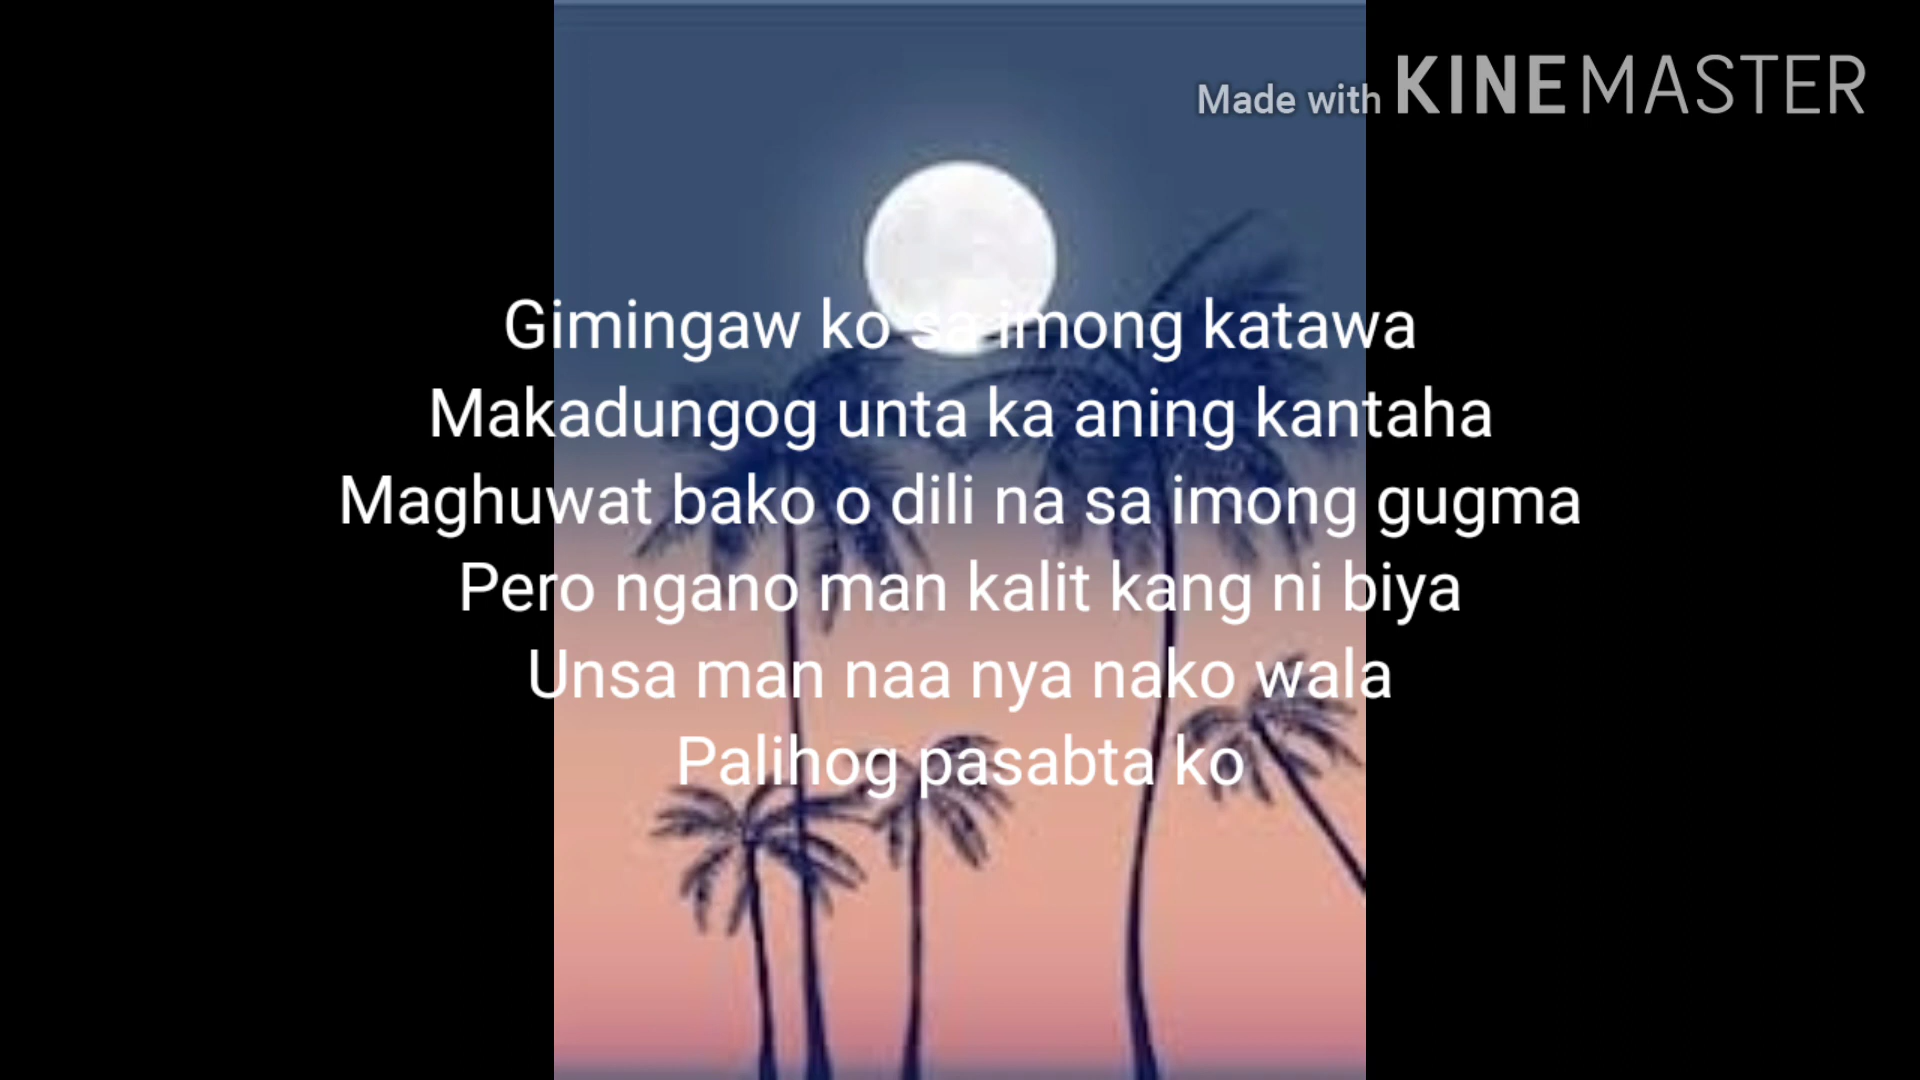 Made with KINEMASTER
Gimingaw ko sa imong katawa
Makadungog unta ka aning kantaha
Maghuwat bako o dili na sa imong gugma
Pero ngano man kalit kang ni biya
Unsa man naa nya nako wala
Palihog pasabta ko